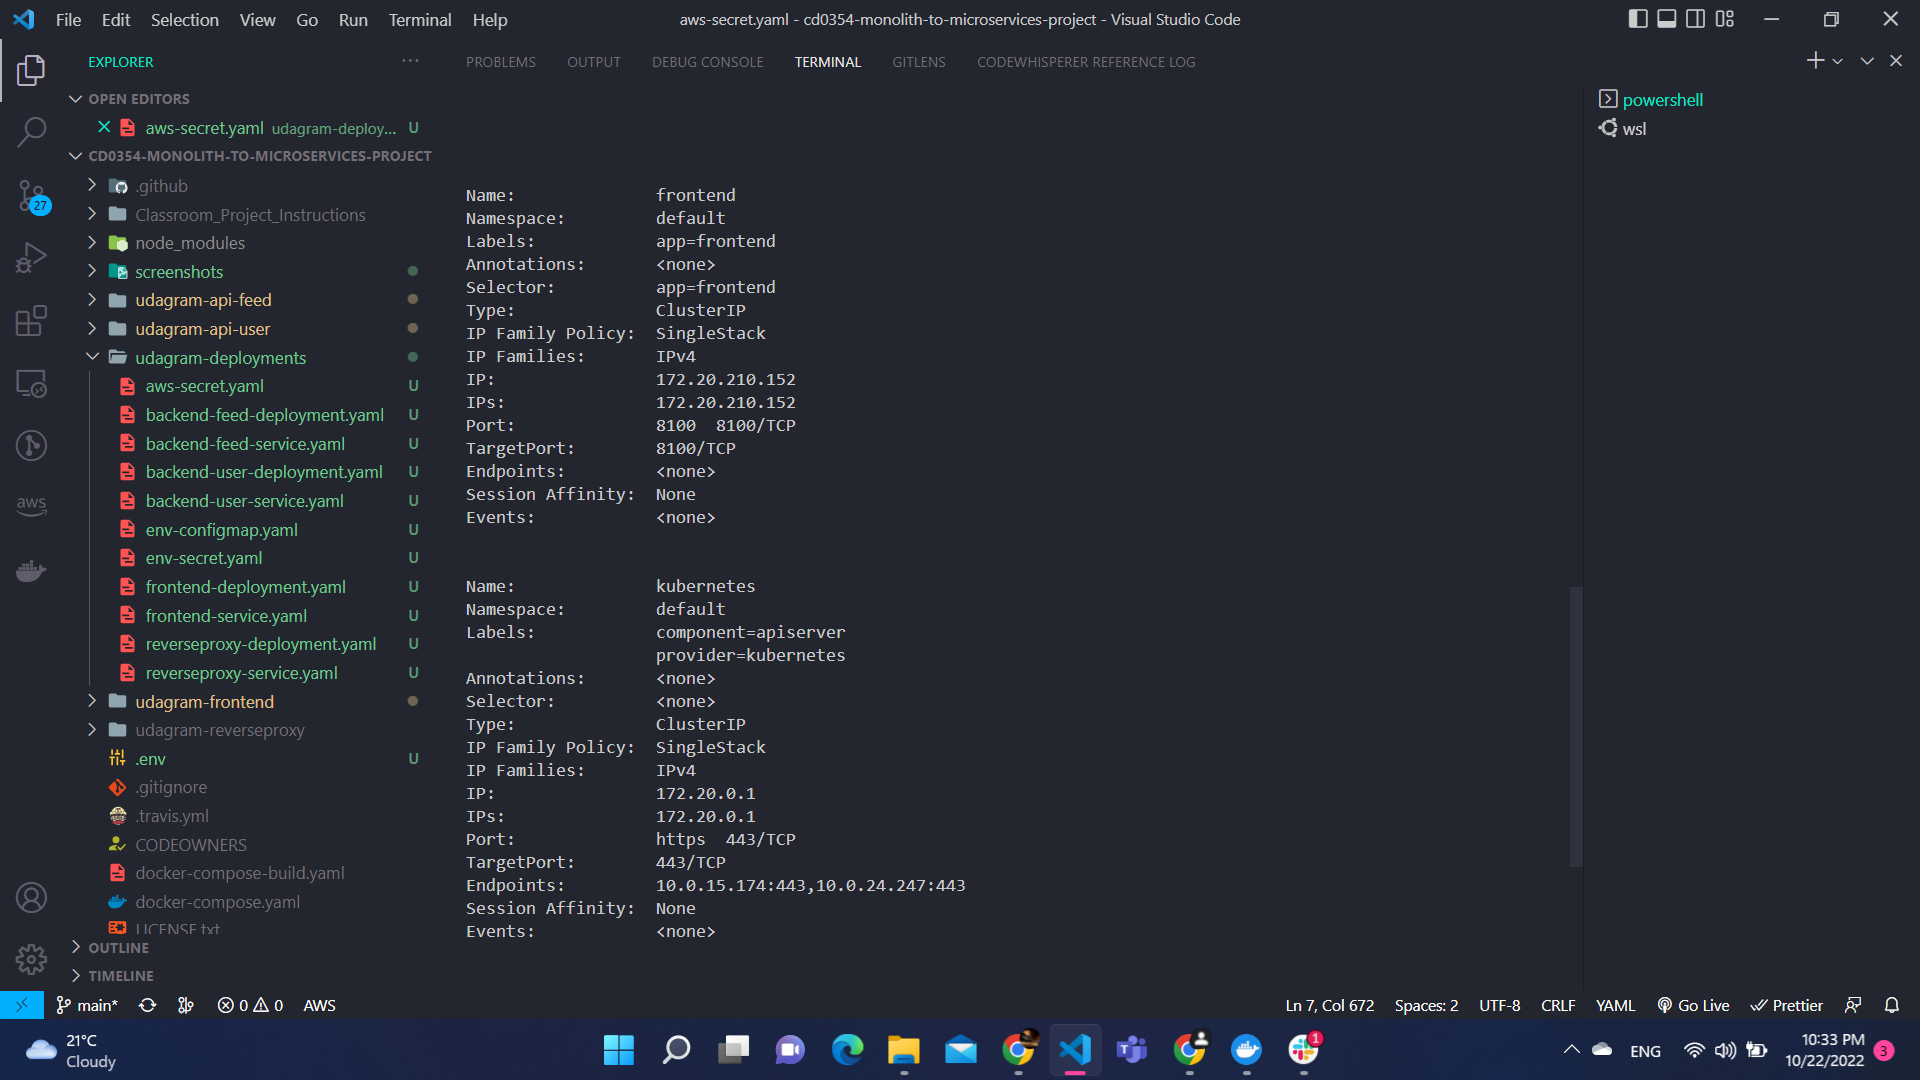 File Edit Selection View Go Run Terminal Help
aws-secret.yaml - cd0354-monolith-to-microservices-project - Visual Studio Code
EXPLORER
PROBLEMS OUTPUT DEBUG CONSOLE TERMINAL GITLENS CODEWHISPERER REFERENCE LOG
OPEN EDITORS
aws-secret.yaml udagram-deploy... U
CD0354-MONOLITH-TO-MICROSERVICES-PROJECT
.github
Classroom_Project_Instructions
node_modules
screenshots
udagram-api-feed
udagram-api-user
udagram-deployments
aws-secret.yaml U
backend-feed-deployment.yaml U
backend-feed-service.yaml U
backend-user-deployment.yaml U
backend-user-service.yaml U
env-configmap.yaml U
env-secret.yaml U
frontend-deployment.yaml U
frontend-service.yaml U
reverseproxy-deployment.yaml U
reverseproxy-service.yaml U
udagram-frontend
udagram-reverseproxy
.env U
.gitignore
.travis.yml
CODEOWNERS
docker-compose-build.yaml
docker-compose.yaml
LICENSE.txt
OUTLINE
TIMELINE
27
aws
Name: frontend
Namespace: default
Labels: app=frontend
Annotations: <none>
Selector: app=frontend
Type: ClusterIP
IP Family Policy: SingleStack
IP Families: IPv4
IP: 172.20.210.152
IPs: 172.20.210.152
Port: 8100 8100/TCP
TargetPort: 8100/TCP
Endpoints: <none>
Session Affinity: None
Events: <none>
Name: kubernetes
Namespace: default
Labels: component=apiserver
provider=kubernetes
Annotations: <none>
Selector: <none>
Type: ClusterIP
IP Family Policy: SingleStack
IP Families: IPv4
IP: 172.20.0.1
IPs: 172.20.0.1
Port: https 443/TCP
TargetPort: 443/TCP
Endpoints: 10.0.15.174:443,10.0.24.247:443
Session Affinity: None
Events: <none>
powershell
wsl
main* 0 0 AWS
Ln 7, Col 672 Spaces: 2 UTF-8 CRLF YAML Go Live Prettier
21°C
Cloudy
1
ENG
10:33 PM
10/22/2022
3